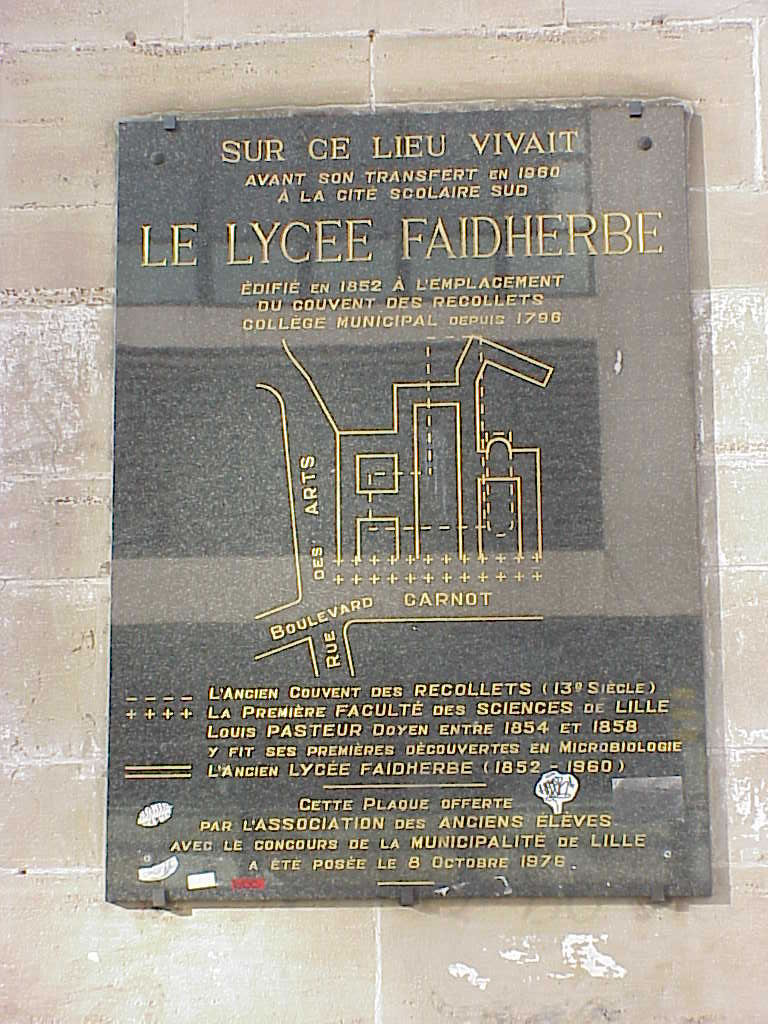 SUR CE LIEU VIVAIT
AVANT SON TRANSFERT EN 1960
À LA CITÉ SCOLAIRE SUD
LE LYCÉE FAIDHERBE
ÉDIFIÉ EN 1852 À L'EMPLACEMENT
DU COUVENT DES RECOLLETS
COLLÈGE MUNICIPAL DEPUIS 1796
RUE DES ARTS
BOULEVARD CARNOT
L'ANCIEN COUVENT DES RECOLLETS (13e SIÈCLE)
++++ LA PREMIÈRE FACULTÉ DES SCIENCES DE LILLE
LOUIS PASTEUR DOYEN ENTRE 1854 ET 1858
Y FIT SES PREMIÈRES DÉCOUVERTES EN MICROBIOLOGIE
L'ANCIEN LYCÉE FAIDHERBE (1852 - 1960)
CETTE PLAQUE OFFERTE
PAR L'ASSOCIATION DES ANCIENS ÉLÈVES
AVEC LE CONCOURS DE LA MUNICIPALITÉ DE LILLE
A ÉTÉ POSÉE LE 8 OCTOBRE 1976